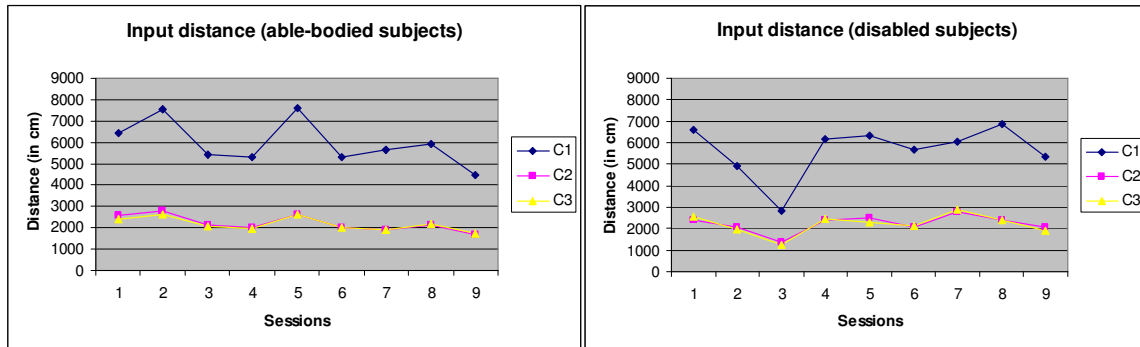 Input distance (able-bodied subjects)
Distance (in cm)
9000
8000
7000
6000
5000
4000
3000
2000
1000
0
1 2 3 4 5 6 7 8 9
Sessions
C1
C2
C3
Input distance (disabled subjects)
Distance (in cm)
9000
8000
7000
6000
5000
4000
3000
2000
1000
0
1 2 3 4 5 6 7 8 9
Sessions
C1
C2
C3